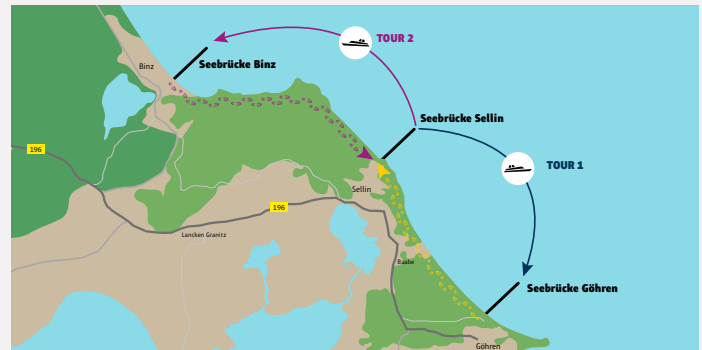 TOUR 2
Binz
Seebrücke Binz
Seebrücke Sellin
196
TOUR 1
Sellin
196
Lancken Granitz
Baabe
Seebrücke Göhren
Göhren